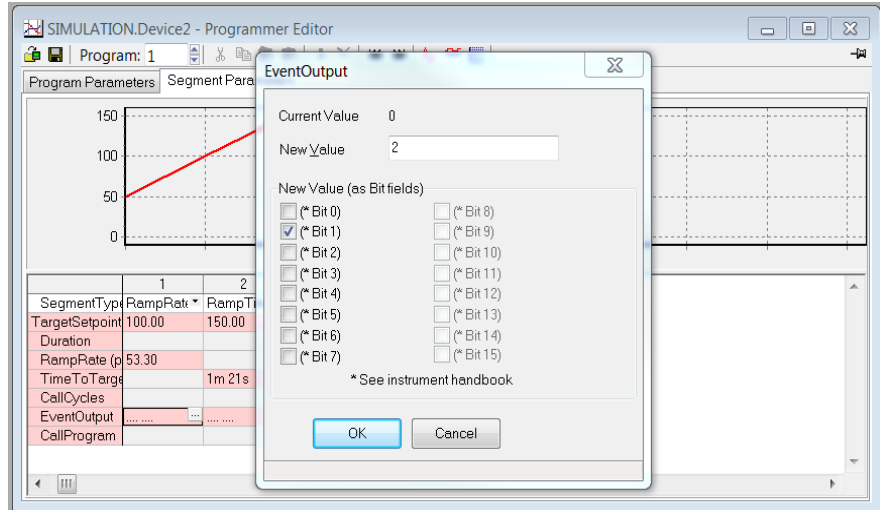 SIMULATION.Device2 - Programmer Editor
Program: 1
Program Parameters Segment Para
150
100
50
0
1 2
SegmentType RampRate RampTi
TargetSetpoint 100.00 150.00
Duration
RampRate (p 53.30
TimeToTarge 1m 21s
CallCycles
EventOutput .... .... ... .... ....
CallProgram
EventOutput
Current Value 0
New Value 2
New Value (as Bitfields)
(* Bit 0) (* Bit 8)
(* Bit 1) (* Bit 9)
(* Bit 2) (* Bit 10)
(* Bit 3) (* Bit 11)
(* Bit 4) (* Bit 12)
(* Bit 5) (* Bit 13)
(* Bit 6) (* Bit 14)
(* Bit 7) (* Bit 15)
* See instrument handbook
OK Cancel